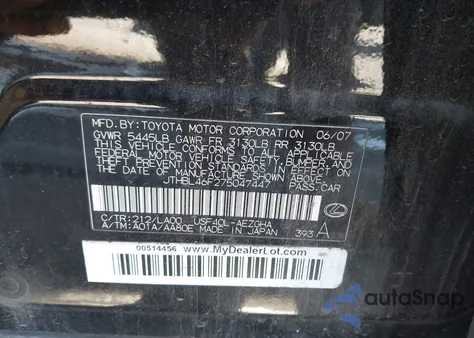 MFD. BY: TOYOTA MOTOR CORPORATION 06/07
GVWR 5445LB GAWR FR 3130LB RR 3130LB
THIS VEHICLE CONFORMS TO ALL APPLICABLE
FEDERAL MOTOR VEHICLE SAFETY, BUMPER, AND
THEFT PREVENTION STANDARDS IN EFFECT ON
THE DATE OF MANUFACTURE SHOWN ABOVE.
JTHBL46F275047447 PASS. CAR
C/TR:212/LA00 USF40L-AEZGHA
A/TM:A01A/AA80E MADE IN JAPAN 393 A
00514456 www.
MyDealerLot.com
autoSnap